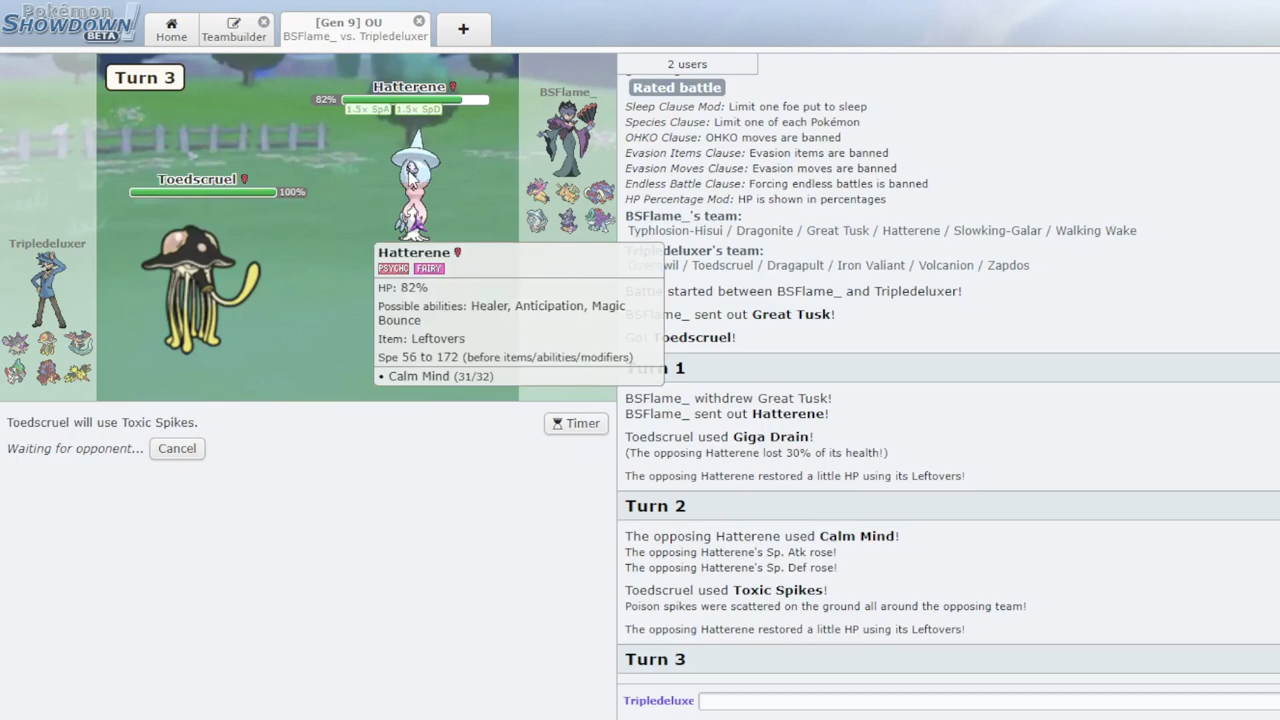 Pokémon
SHOWDOWN
BETA
Home
Teambuilder
[Gen 9] OU
BSFlame_ vs. Tripledeluxer
+
Turn 3
Hatterene
82%
1.5× SpA 1.5× SpD
BSFlame_
Toedscruel
100%
Tripledeluxer
Hatterene
PSYCHC FAIRY
HP: 82%
Possible abilities: Healer, Anticipation, Magic
Bounce
Item: Leftovers
Spe 56 to 172 (before items/abilities/modifiers)
• Calm Mind (31/32)
Toedscruel will use Toxic Spikes.
Timer
Waiting for opponent...
Cancel
2 users
Rated battle
Sleep Clause Mod: Limit one foe put to sleep
Species Clause: Limit one of each Pokémon
OHKO Clause: OHKO moves are banned
Evasion Items Clause: Evasion items are banned
Evasion Moves Clause: Evasion moves are banned
Endless Battle Clause: Forcing endless battles is banned
HP Percentage Mod: HP is shown in percentages
BSFlame_'s team:
Typhlosion-Hisui / Dragonite / Great Tusk / Hatterene / Slowking-Galar / Walking Wake
Tripledeluxer's team:
Overqwil / Toedscruel / Dragapult / Iron Valiant / Volcanion / Zapdos
Battle started between BSFlame_ and Tripledeluxer!
BSFlame_ sent out Great Tusk!
Go! Toedscruel!
Turn 1
BSFlame_ withdrew Great Tusk!
BSFlame_ sent out Hatterene!
Toedscruel used Giga Drain!
(The opposing Hatterene lost 30% of its health!)
The opposing Hatterene restored a little HP using its Leftovers!
Turn 2
The opposing Hatterene used Calm Mind!
The opposing Hatterene's Sp. Atk rose!
The opposing Hatterene's Sp. Def rose!
Toedscruel used Toxic Spikes!
Poison spikes were scattered on the ground all around the opposing team!
The opposing Hatterene restored a little HP using its Leftovers!
Turn 3
Tripledeluxe